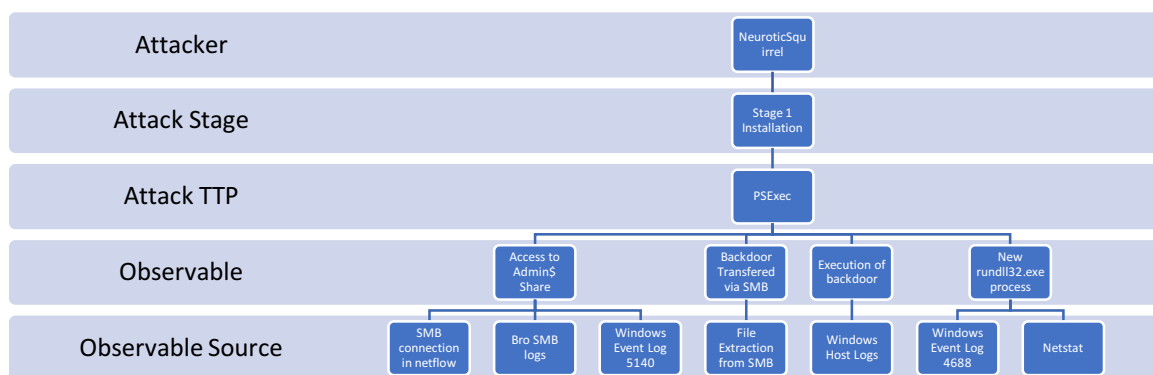 Attacker
NeuroticSqu
irrel
Attack Stage
Stage 1
Installation
Attack TTP
PSExec
Observable
Access to
Admin$
Share
Backdoor
Transfered
via SMB
Execution of
backdoor
New
rundll32.exe
process
Observable Source
SMB
connection
in netflow
Bro SMB
logs
Windows
Event Log
5140
File
Extraction
from SMB
Windows
Host Logs
Windows
Event Log
4688
Netstat